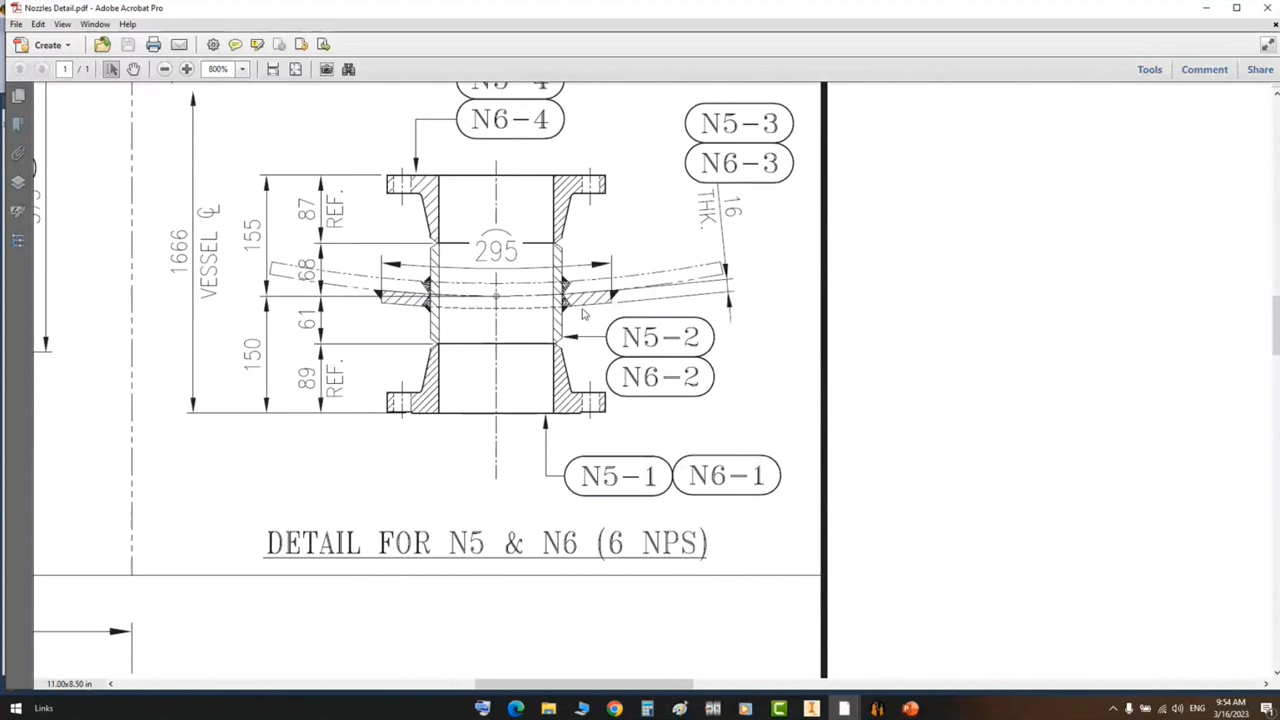 Nozzles Detail.pdf - Adobe Acrobat Pro
File Edit View Window Help
Create
Tools Comment Share
1 / 1
800%
N5-4
N6-4
N5-3
N6-3
16
THK.
87
REF.
155
1666
VESSEL ℄
295
68
61
150
89
REF.
N5-2
N6-2
N5-1 N6-1
DETAIL FOR N5 & N6 (6 NPS)
11.00x8.50 in
Links
9:54 AM
3/16/2023